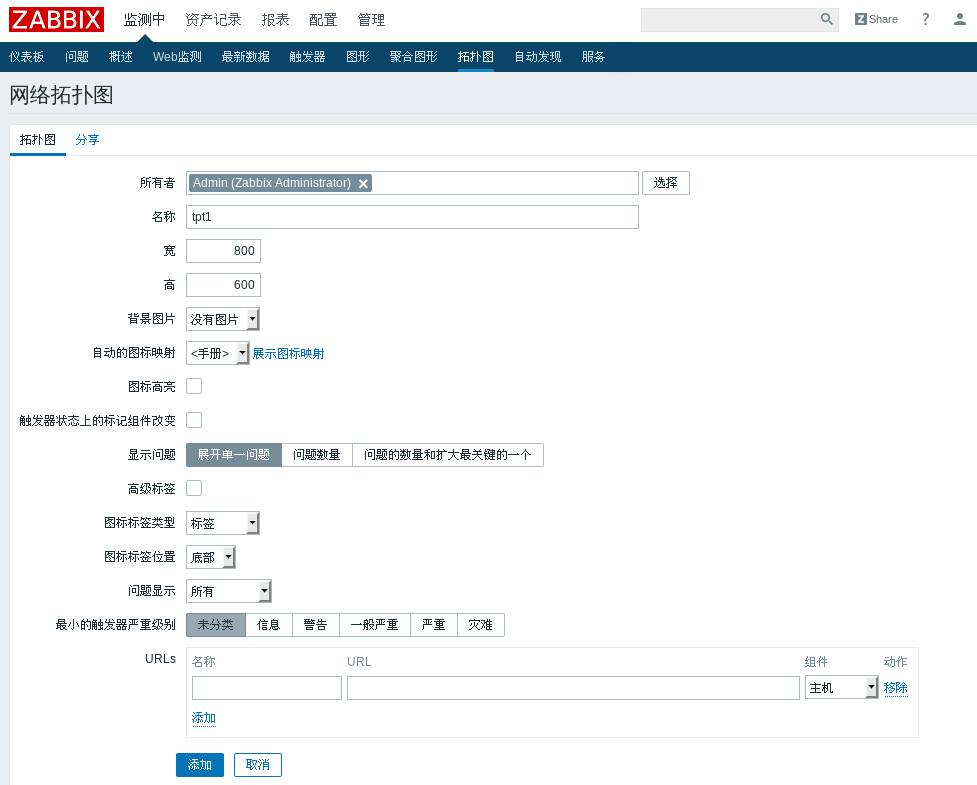 ZABBIX 监测中 资产记录 报表 配置 管理 Z Share ?
仪表板 问题 概述 Web监测 最新数据 触发器 图形 聚合图形 拓扑图 自动发现 服务
网络拓扑图
拓扑图 分享
所有者 Admin (Zabbix Administrator) 选择
名称 tpt1
宽 800
高 600
背景图片 没有图片
自动的图标映射 <手册> 展示图标映射
图标高亮
触发器状态上的标记组件改变
显示问题 展开单一问题 问题数量 问题的数量和扩大最关键的一个
高级标签
图标标签类型 标签
图标标签位置 底部
问题显示 所有
最小的触发器严重级别 未分类 信息 警告 一般严重 严重 灾难
URLs 名称 URL 组件 动作
主机 移除
添加
添加 取消